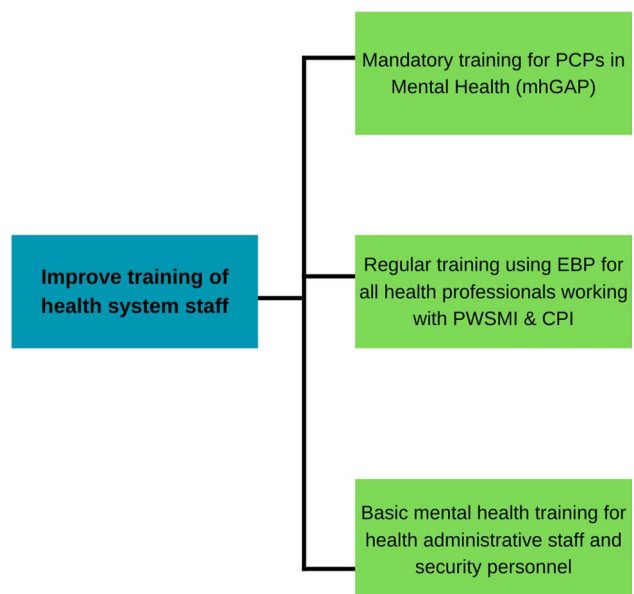 Mandatory training for PCPs in
Mental Health (mhGAP)
Improve training of
health system staff
Regular training using EBP for
all health professionals working
with PWSMI & CPI
Basic mental health training for
health administrative staff and
security personnel